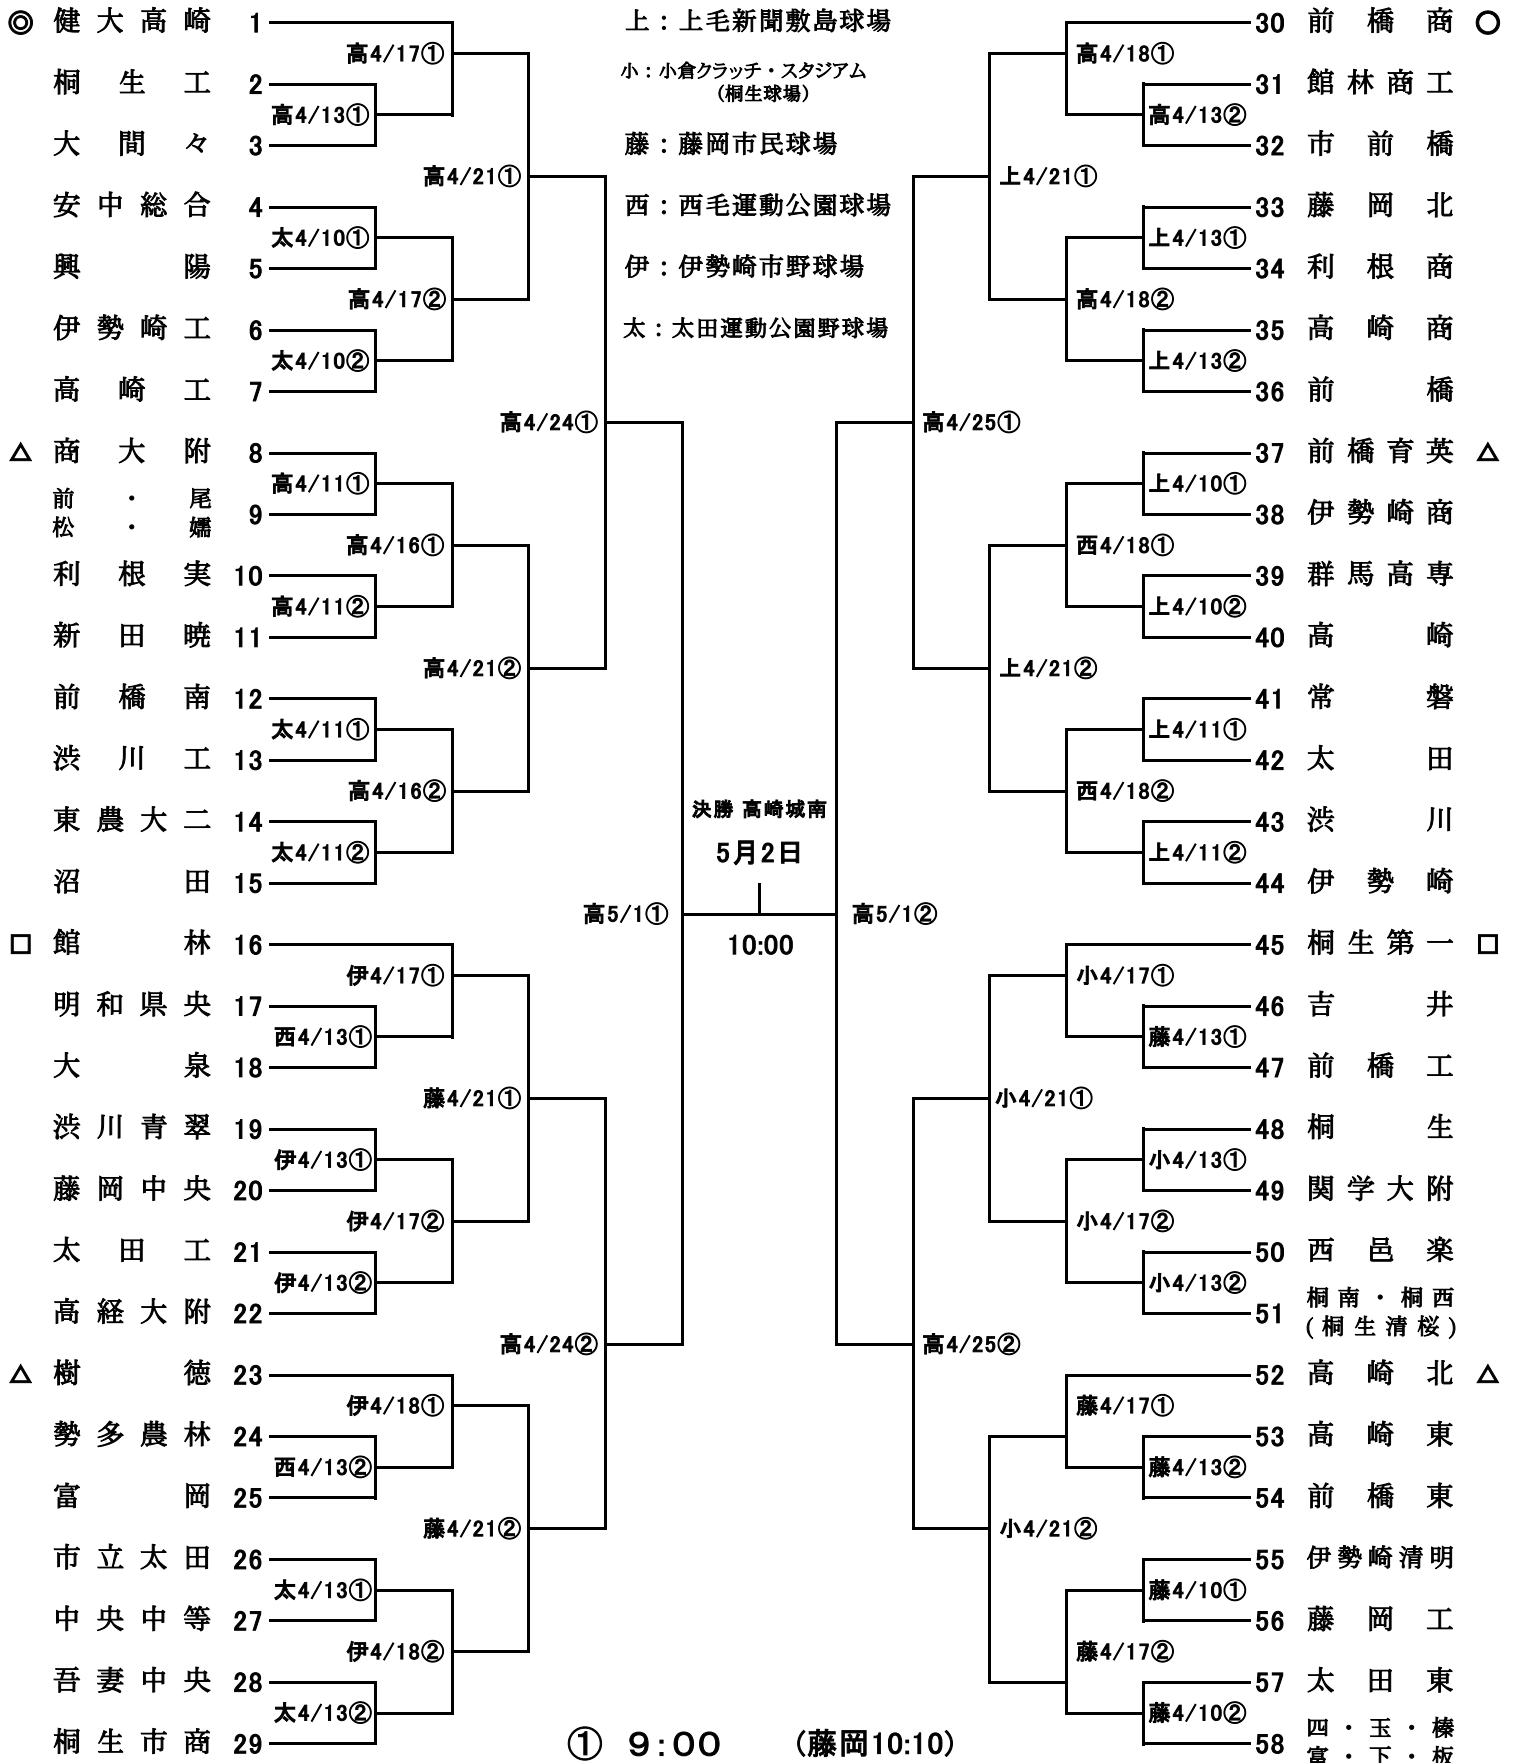 ◎ 健大高崎 1
高4/17①
桐生工 2
高4/13①
大間々 3
高4/21①
安中総合 4
太4/10①
興陽 5
高4/17②
伊勢崎工 6
太4/10②
高崎工 7
高4/24①
△ 商大附 8
高4/11①
前・尾
松・嬬 9
高4/16①
利根実 10
高4/11②
新田暁 11
高4/21②
前橋南 12
太4/11①
渋川工 13
高4/16②
東農大二 14
太4/11②
沼田 15
高5/1①
□ 館林 16
伊4/17①
明和県央 17
西4/13①
大泉 18
藤4/21①
渋川青翠 19
伊4/13①
藤岡中央 20
伊4/17②
太田工 21
伊4/13②
高経大附 22
高4/24②
△ 樹徳 23
伊4/18①
勢多農林 24
西4/13②
富岡 25
藤4/21②
市立太田 26
太4/13①
中央中等 27
伊4/18②
吾妻中央 28
太4/13②
桐生市商 29
上：上毛新聞敷島球場
小：小倉クラッチ・スタジアム
（桐生球場）
藤：藤岡市民球場
西：西毛運動公園球場
伊：伊勢崎市野球場
太：太田運動公園野球場
決勝 高崎城南
5月2日
10:00
① 9:00 （藤岡10:10）
30 前橋商 ○
高4/18①
31 館林商工
高4/13②
32 市前橋
上4/21①
33 藤岡北
上4/13①
34 利根商
高4/18②
35 高崎商
上4/13②
36 前橋
高4/25①
37 前橋育英 △
上4/10①
38 伊勢崎商
西4/18①
39 群馬高専
上4/10②
40 高崎
上4/21②
41 常磐
上4/11①
42 太田
西4/18②
43 渋川
上4/11②
44 伊勢崎
高5/1②
45 桐生第一 □
小4/17①
46 吉井
藤4/13①
47 前橋工
小4/21①
48 桐生
小4/13①
49 関学大附
小4/17②
50 西邑楽
小4/13②
51 桐南・桐西
(桐生清桜)
高4/25②
52 高崎北 △
藤4/17①
53 高崎東
藤4/13②
54 前橋東
小4/21②
55 伊勢崎清明
藤4/10①
56 藤岡工
藤4/17②
57 太田東
藤4/10②
58 四・玉・榛
富・下・板